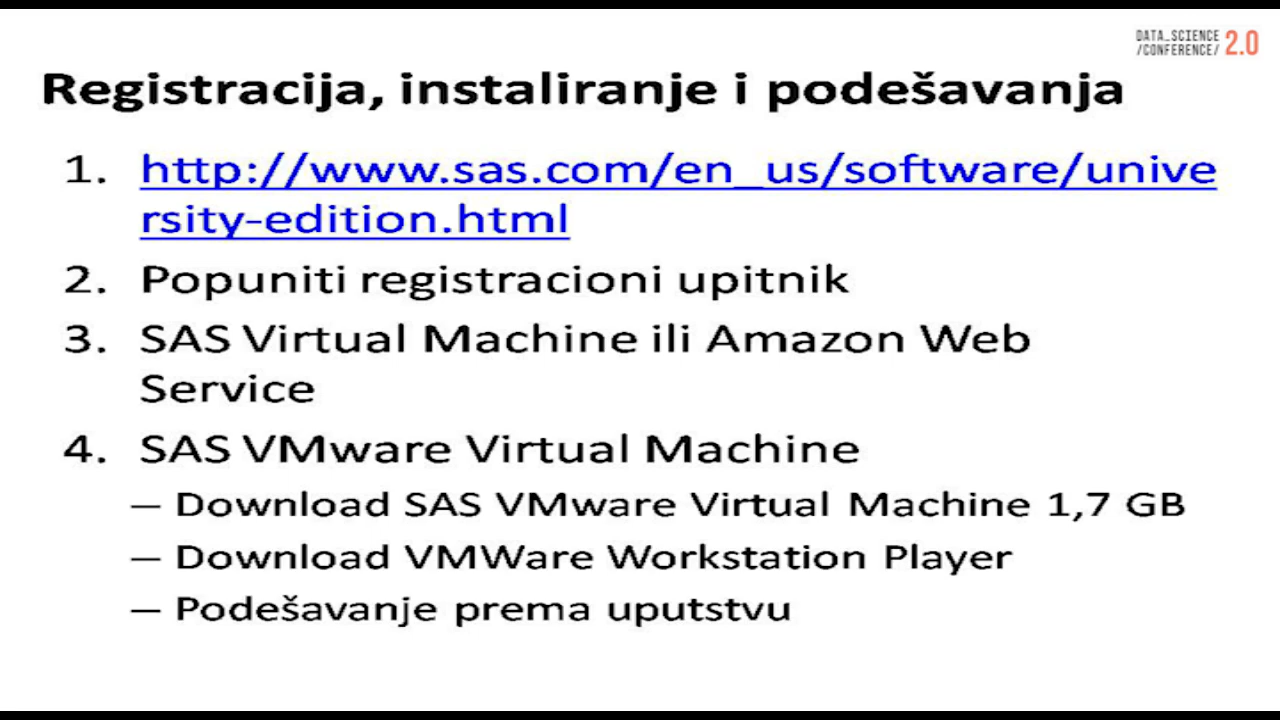 DATA_SCIENCE
/CONFERENCE/ 2.0
Registracija, instaliranje i podešavanja
1. http://www.sas.com/en_us/software/unive
rsity-edition.html
2. Popuniti registracioni upitnik
3. SAS Virtual Machine ili Amazon Web
Service
4. SAS VMware Virtual Machine
– Download SAS VMware Virtual Machine 1,7 GB
– Download VMWare Workstation Player
– Podešavanje prema uputstvu